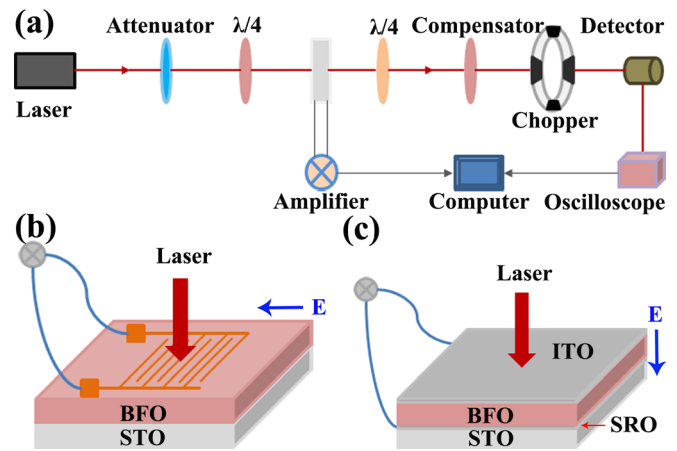 (a)
Attenuator λ/4 λ/4 Compensator Detector
Laser
Chopper
Amplifier Computer Oscilloscope
(b)
Laser
E
BFO
STO
(c)
Laser
E
ITO
BFO
SRO
STO